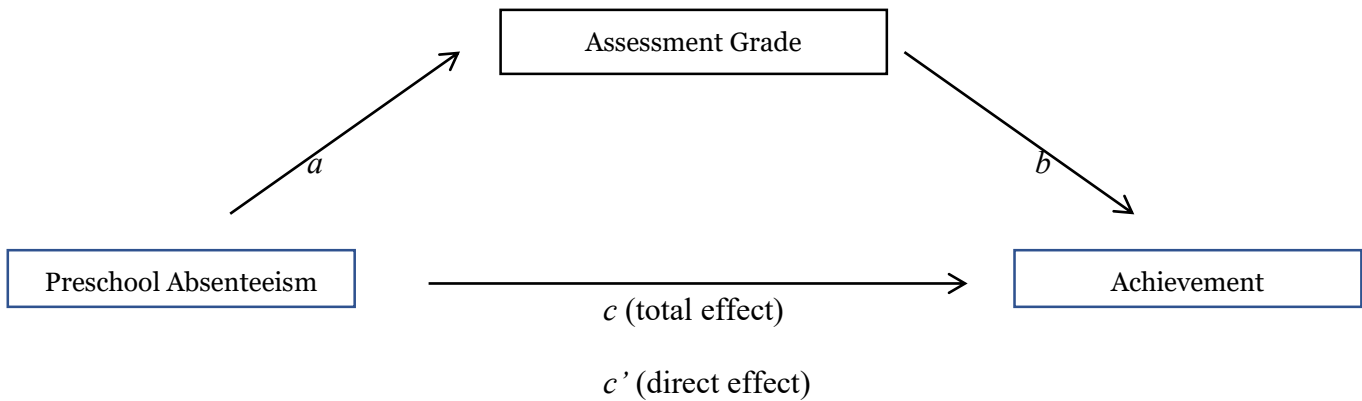 Assessment Grade
a
b
Preschool Absenteeism
Achievement
c (total effect)
c’ (direct effect)